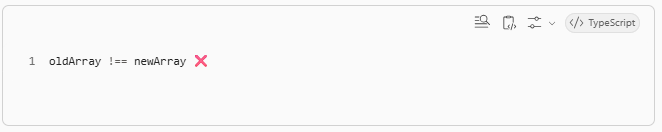 </> TypeScript
1 oldArray !== newArray ❌